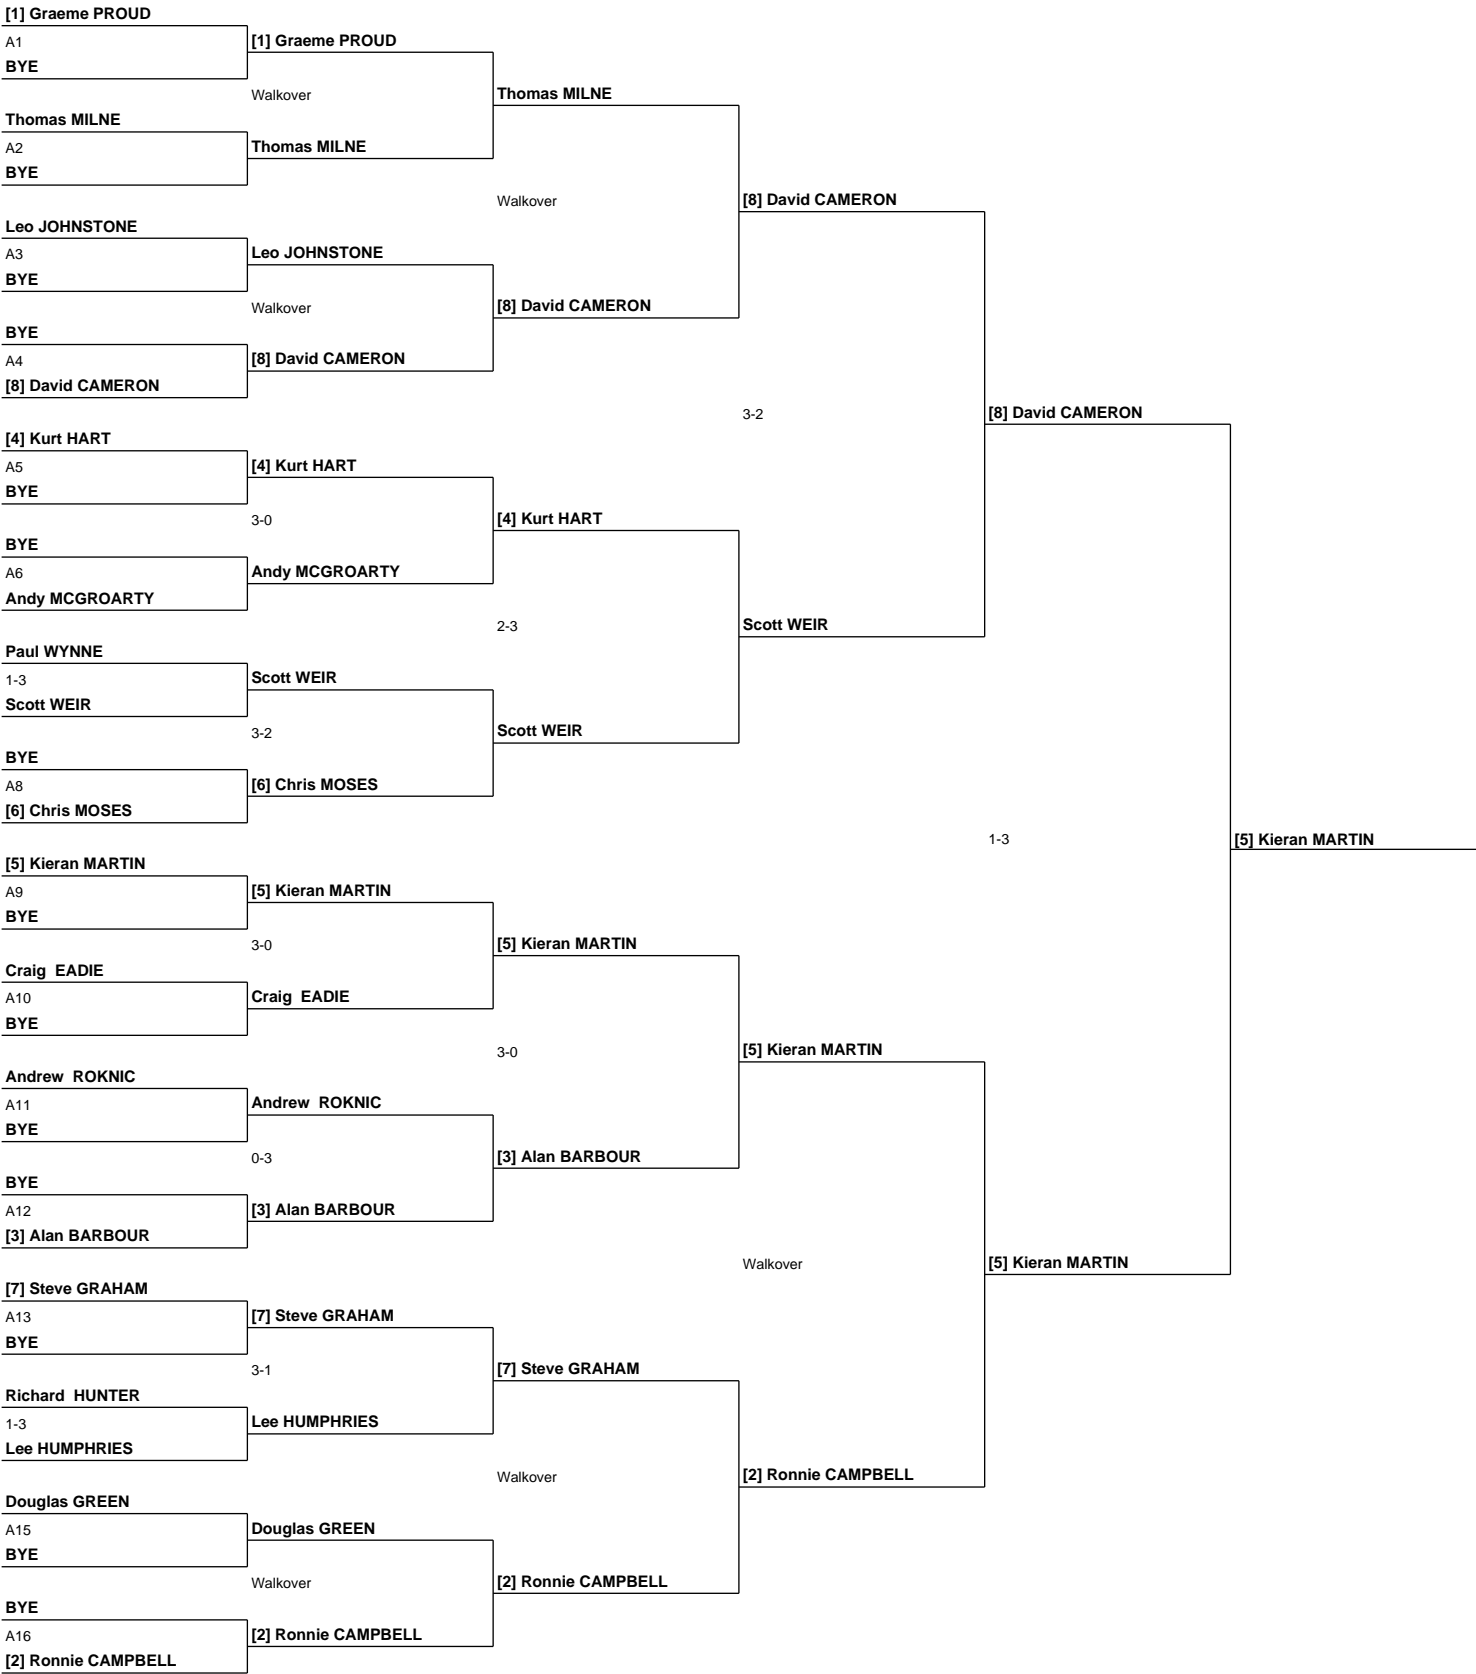 [1] Graeme PROUD
A1
BYE
Thomas MILNE
A2
BYE
Leo JOHNSTONE
A3
BYE
BYE
A4
[8] David CAMERON
[4] Kurt HART
A5
BYE
BYE
A6
Andy MCGROARTY
Paul WYNNE
1-3
Scott WEIR
BYE
A8
[6] Chris MOSES
[5] Kieran MARTIN
A9
BYE
Craig  EADIE
A10
BYE
Andrew  ROKNIC
A11
BYE
BYE
A12
[3] Alan BARBOUR
[7] Steve GRAHAM
A13
BYE
Richard  HUNTER
1-3
Lee HUMPHRIES
Douglas GREEN
A15
BYE
BYE
A16
[2] Ronnie CAMPBELL
[1] Graeme PROUD
Walkover
Thomas MILNE
Leo JOHNSTONE
Walkover
[8] David CAMERON
[4] Kurt HART
3-0
Andy MCGROARTY
Scott WEIR
3-2
[6] Chris MOSES
[5] Kieran MARTIN
3-0
Craig  EADIE
Andrew  ROKNIC
0-3
[3] Alan BARBOUR
[7] Steve GRAHAM
3-1
Lee HUMPHRIES
Douglas GREEN
Walkover
[2] Ronnie CAMPBELL
Thomas MILNE
Walkover
[8] David CAMERON
[4] Kurt HART
2-3
Scott WEIR
[5] Kieran MARTIN
3-0
[3] Alan BARBOUR
[7] Steve GRAHAM
Walkover
[2] Ronnie CAMPBELL
[8] David CAMERON
3-2
Scott WEIR
[5] Kieran MARTIN
Walkover
[2] Ronnie CAMPBELL
[8] David CAMERON
1-3
[5] Kieran MARTIN
[5] Kieran MARTIN